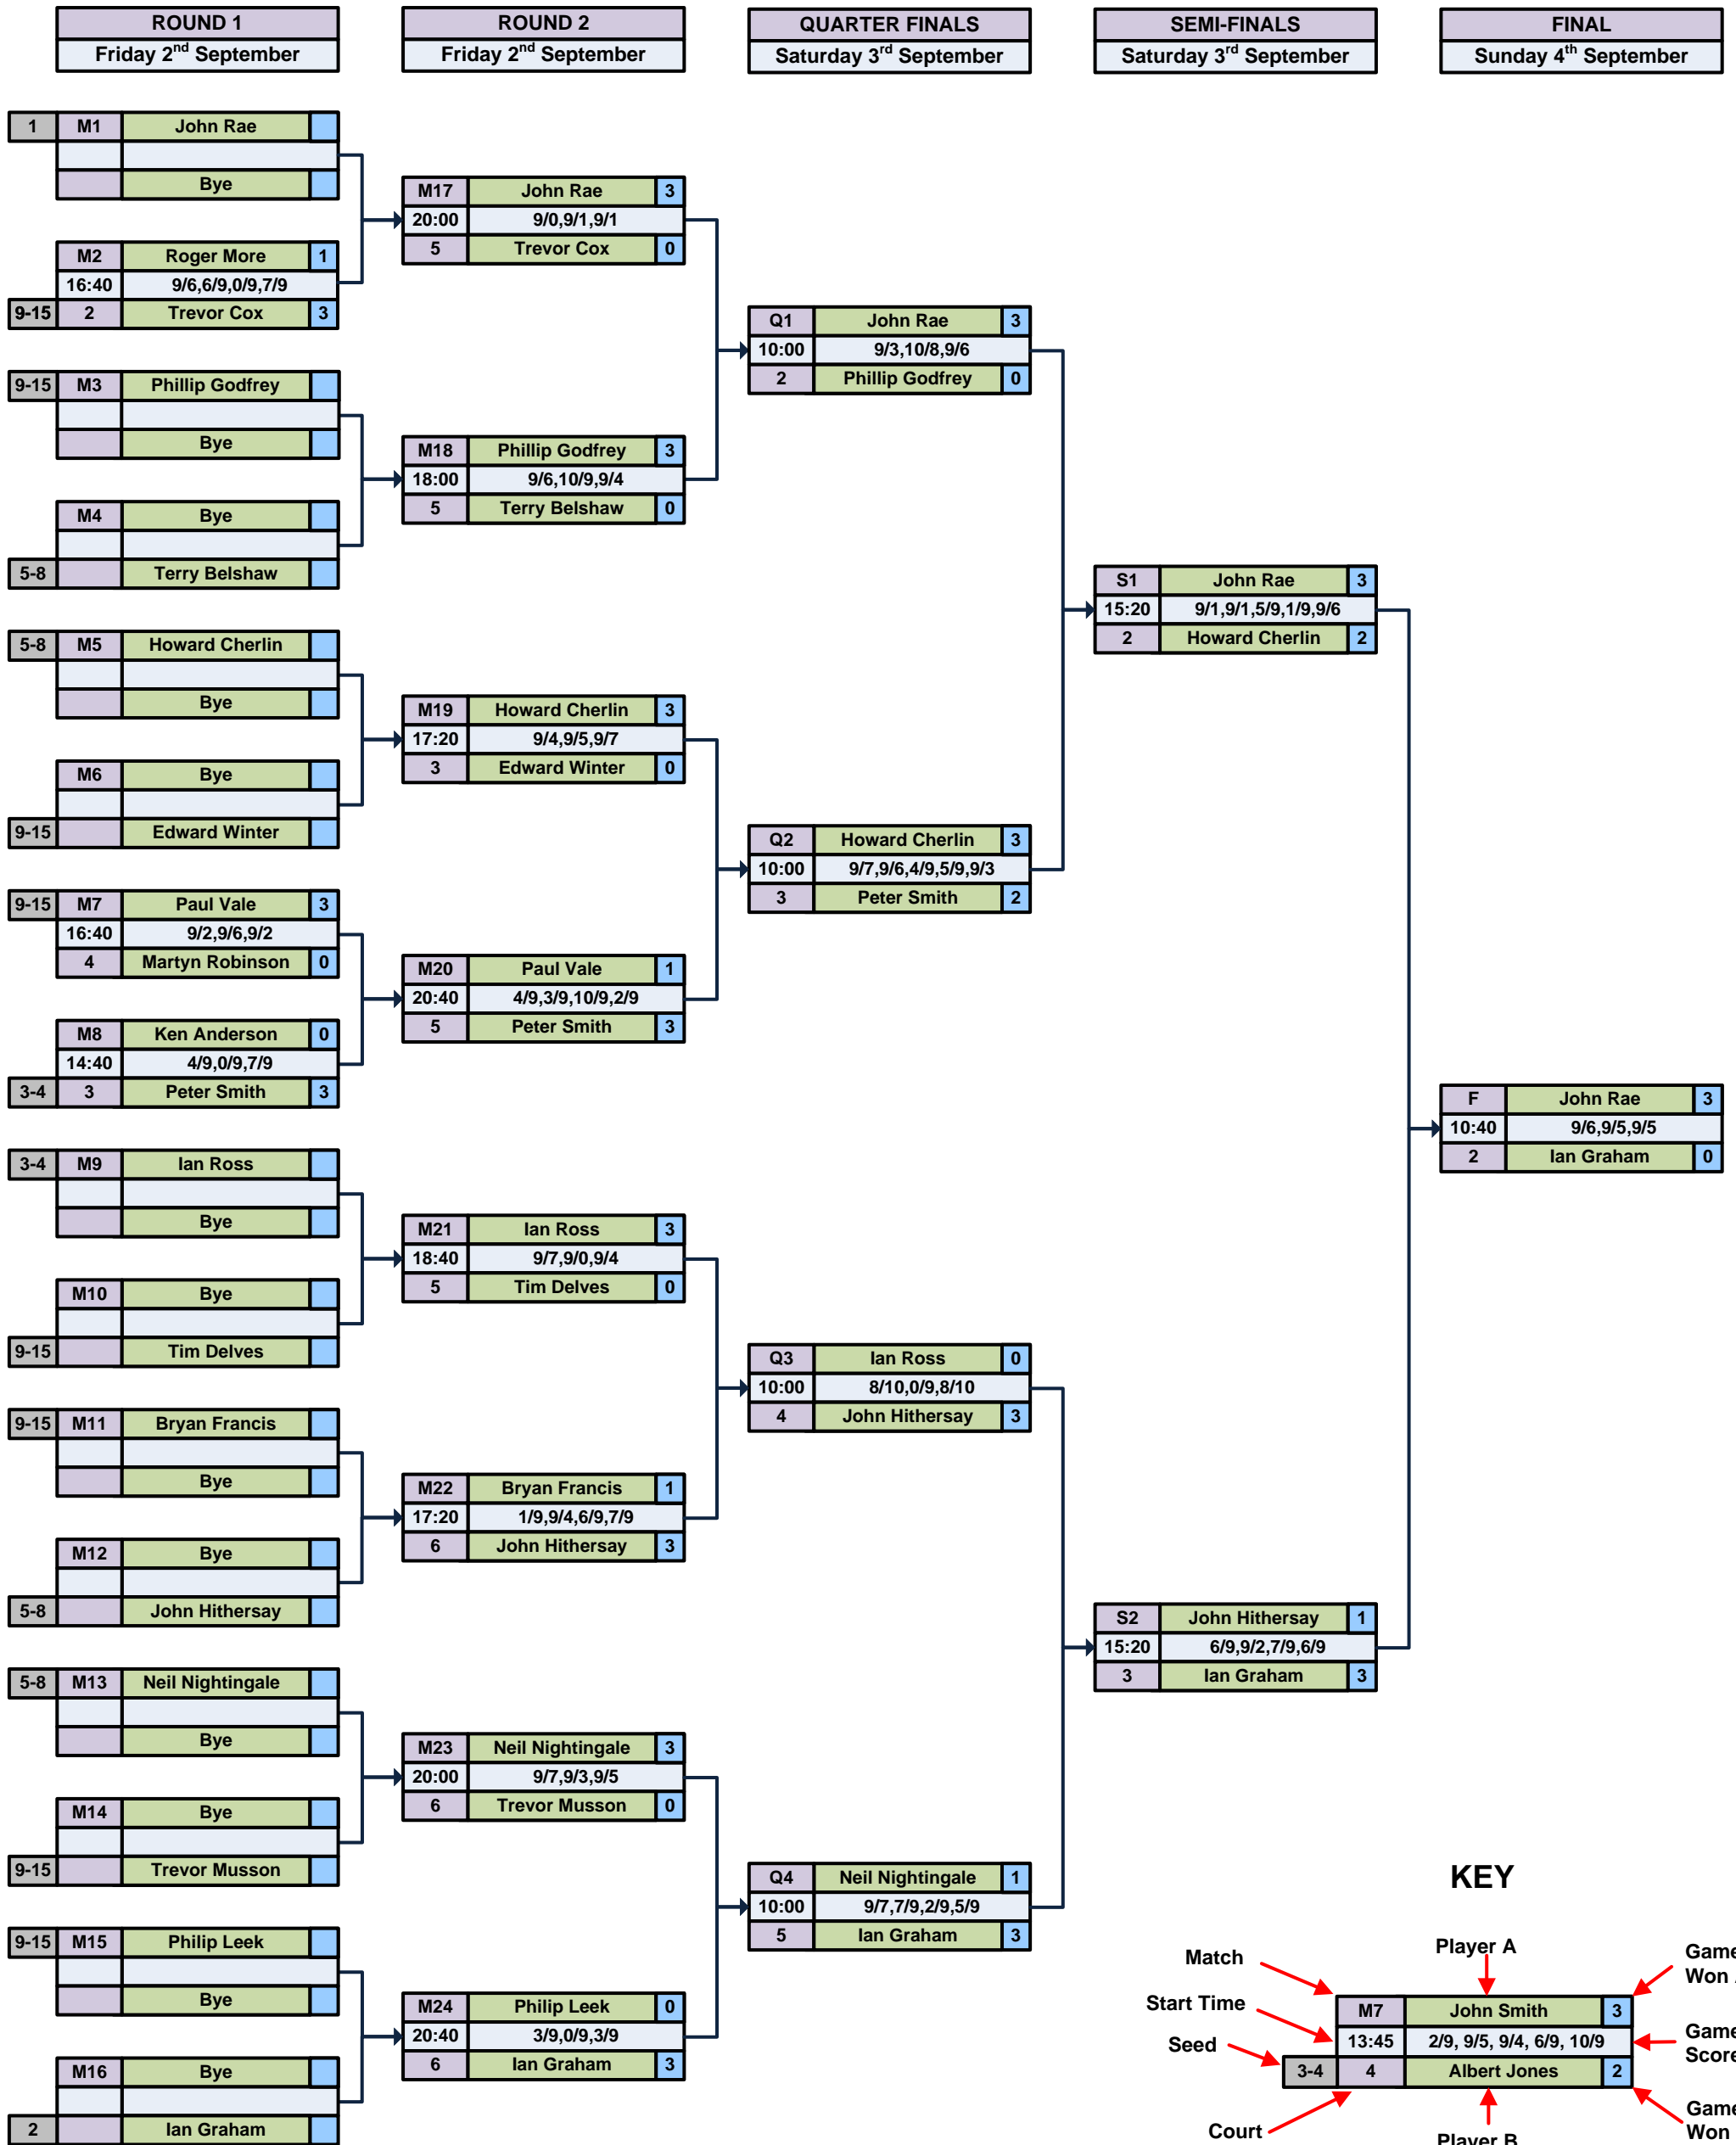 ROUND 1
Friday 2nd September
ROUND 2
Friday 2nd September
QUARTER FINALS
Saturday 3rd September
SEMI-FINALS
Saturday 3rd September
FINAL
Sunday 4th September
1 M1 John Rae
Bye
M2 Roger More 1
16:40 9/6,6/9,0/9,7/9
9-15 2 Trevor Cox 3
9-15 M3 Phillip Godfrey
Bye
M4 Bye
5-8 Terry Belshaw
5-8 M5 Howard Cherlin
Bye
M6 Bye
9-15 Edward Winter
9-15 M7 Paul Vale 3
16:40 9/2,9/6,9/2
4 Martyn Robinson 0
M8 Ken Anderson 0
14:40 4/9,0/9,7/9
3-4 3 Peter Smith 3
3-4 M9 Ian Ross
Bye
M10 Bye
9-15 Tim Delves
9-15 M11 Bryan Francis
Bye
M12 Bye
5-8 John Hithersay
5-8 M13 Neil Nightingale
Bye
M14 Bye
9-15 Trevor Musson
9-15 M15 Philip Leek
Bye
M16 Bye
2 Ian Graham
M17 John Rae 3
20:00 9/0,9/1,9/1
5 Trevor Cox 0
M18 Phillip Godfrey 3
18:00 9/6,10/9,9/4
5 Terry Belshaw 0
M19 Howard Cherlin 3
17:20 9/4,9/5,9/7
3 Edward Winter 0
M20 Paul Vale 1
20:40 4/9,3/9,10/9,2/9
5 Peter Smith 3
M21 Ian Ross 3
18:40 9/7,9/0,9/4
5 Tim Delves 0
M22 Bryan Francis 1
17:20 1/9,9/4,6/9,7/9
6 John Hithersay 3
M23 Neil Nightingale 3
20:00 9/7,9/3,9/5
6 Trevor Musson 0
M24 Philip Leek 0
20:40 3/9,0/9,3/9
6 Ian Graham 3
Q1 John Rae 3
10:00 9/3,10/8,9/6
2 Phillip Godfrey 0
Q2 Howard Cherlin 3
10:00 9/7,9/6,4/9,5/9,9/3
3 Peter Smith 2
Q3 Ian Ross 0
10:00 8/10,0/9,8/10
4 John Hithersay 3
Q4 Neil Nightingale 1
10:00 9/7,7/9,2/9,5/9
5 Ian Graham 3
S1 John Rae 3
15:20 9/1,9/1,5/9,1/9,9/6
2 Howard Cherlin 2
S2 John Hithersay 1
15:20 6/9,9/2,7/9,6/9
3 Ian Graham 3
F John Rae 3
10:40 9/6,9/5,9/5
2 Ian Graham 0
KEY
Match
Player A
Won
Start Time
M7 John Smith 3
13:45 2/9, 9/5, 9/4, 6/9, 10/9
Seed
3-4 4 Albert Jones 2
Court
Player B
Won